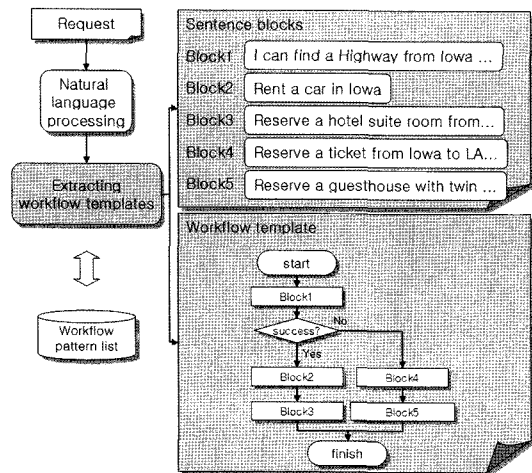 Request
Natural
language
processing
Extracting
workflow templates
Workflow
pattern list
Sentence blocks
Block1 I can find a Highway from Iowa ...
Block2 Rent a car in Iowa
Block3 Reserve a hotel suite room from...
Block4 Reserve a ticket from Iowa to LA...
Block5 Reserve a guesthouse with twin ...
Workflow template
start
Block1
success?
No
Yes
Block2
Block4
Block3
Block5
finish